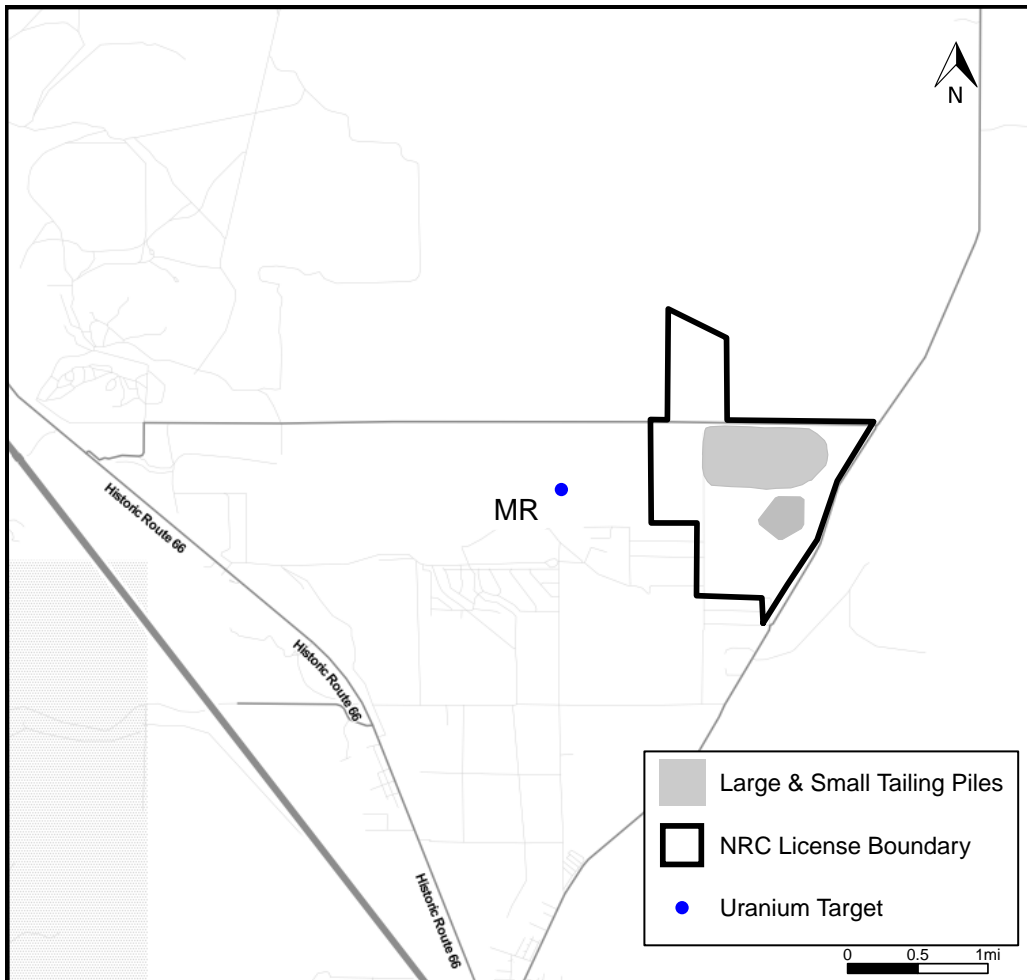 N
MR
Historic Route 66
Historic Route 66
Historic Route 66
Large & Small Tailing Piles
NRC License Boundary
Uranium Target
0 0.5 1mi